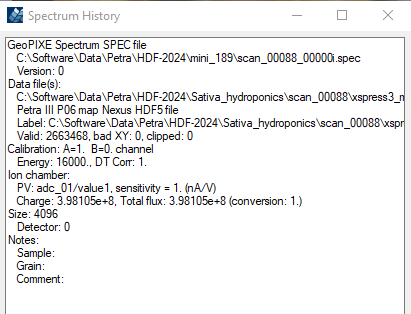 Spectrum History
GeoPIXE Spectrum SPEC file
C:\Software\Data\Petra\HDF-2024\mini_189\scan_00088_00000i.spec
Version: 0
Data file(s):
C:\Software\Data\Petra\HDF-2024\Sativa_hydroponics\scan_00088\xspress3_m
Petra III P06 map Nexus HDF5 file
Label: C:\Software\Data\Petra\HDF-2024\Sativa_hydroponics\scan_00088\xspr
Valid: 2663468, bad XY: 0, clipped: 0
Calibration: A=1. B=0. channel
Energy: 16000., DT Corr: 1.
Ion chamber:
PV: adc_01/value1, sensitivity = 1. (nA/V)
Charge: 3.98105e+8, Total flux: 3.98105e+8 (conversion: 1.)
Size: 4096
Detector: 0
Notes:
Sample:
Grain:
Comment: